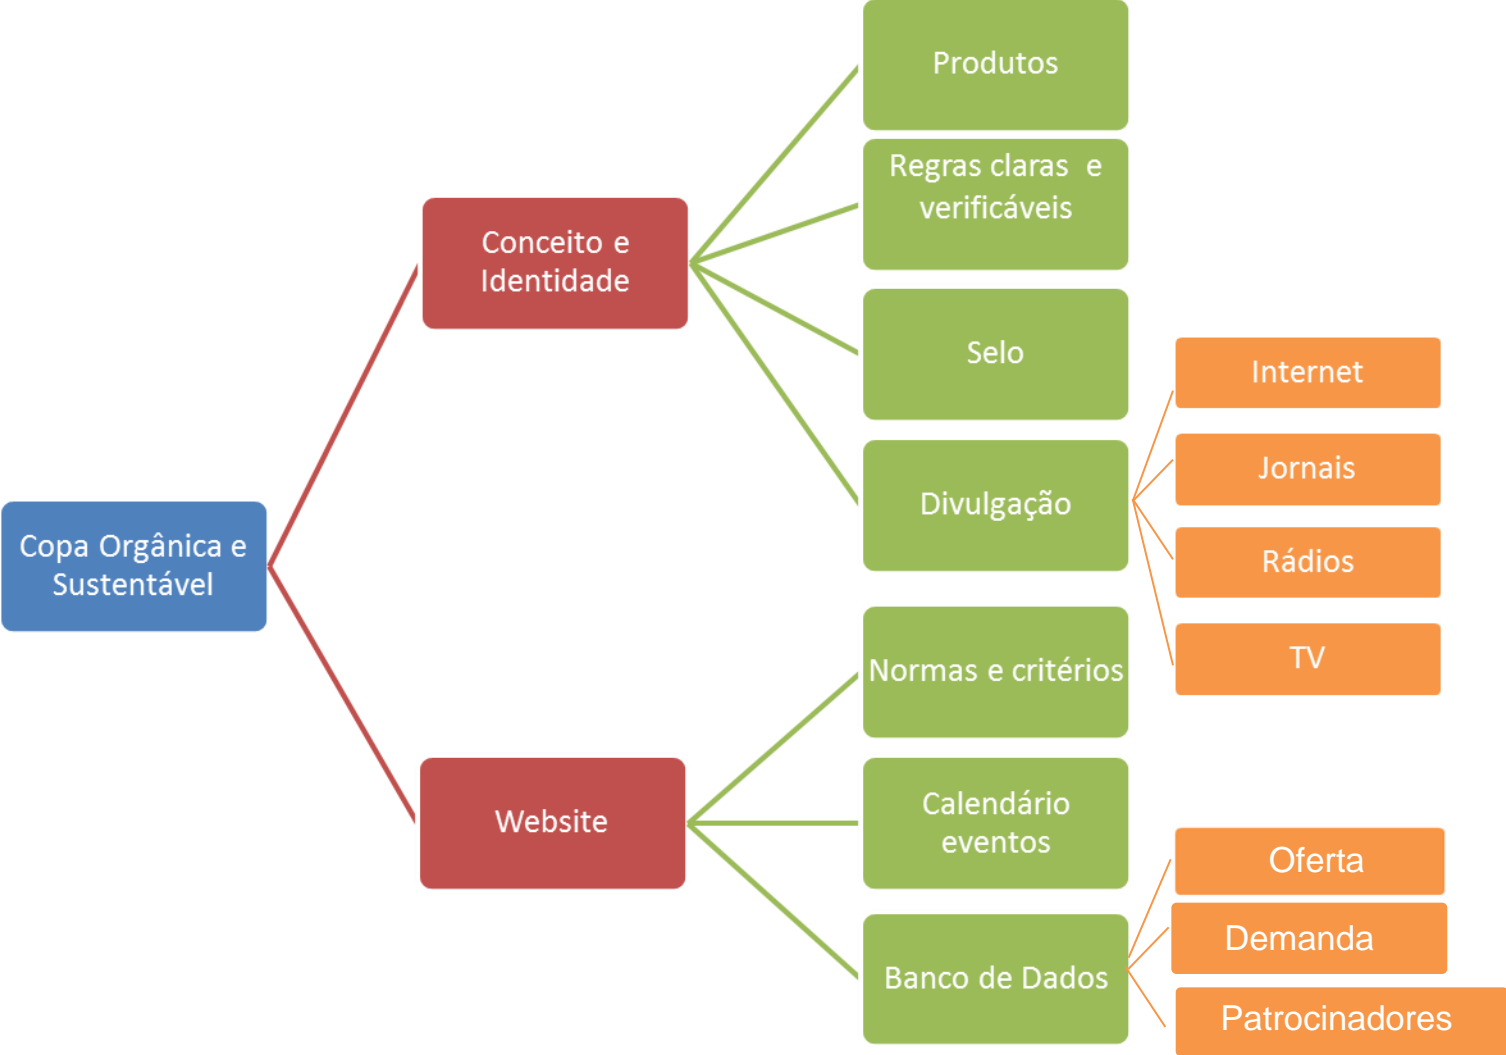 Copa Orgânica e
Sustentável
Conceito e
Identidade
Produtos
Regras claras e
verificáveis
Selo
Divulgação
Internet
Jornais
Rádios
TV
Website
Normas e critérios
Calendário
eventos
Banco de Dados
Oferta
Demanda
Patrocinadores